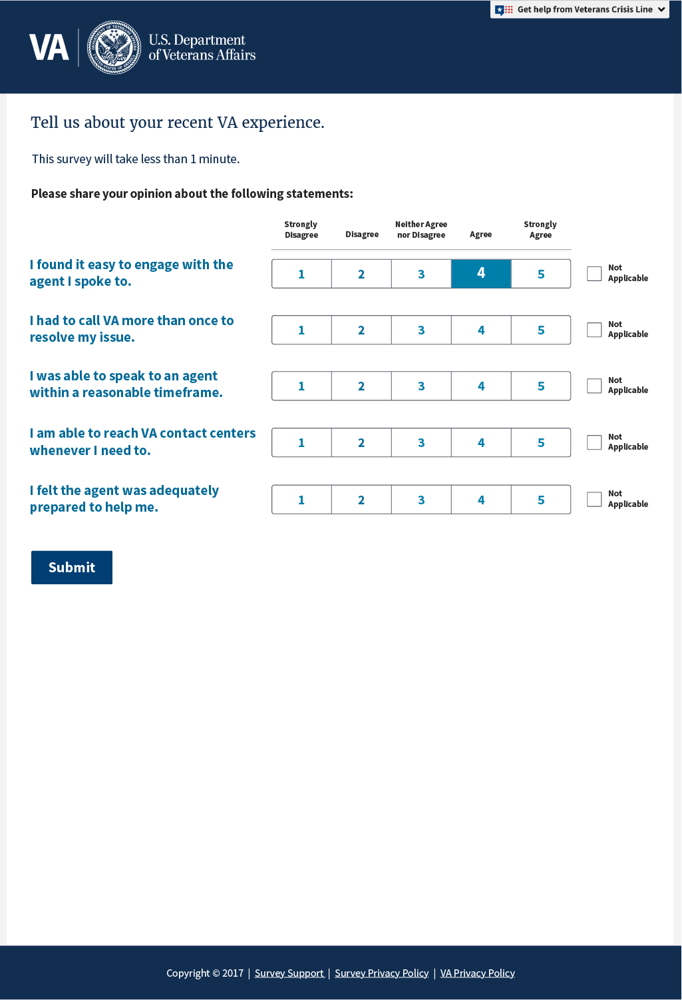 Get help from Veterans Crisis Line
VA
U.S. Department
of Veterans Affairs
Tell us about your recent VA experience.
This survey will take less than 1 minute.
Please share your opinion about the following statements:
Strongly Disagree
Disagree
Neither Agree nor Disagree
Agree
Strongly Agree
I found it easy to engage with the
agent I spoke to.
1 2 3 4 5
Not
Applicable
I had to call VA more than once to
resolve my issue.
1 2 3 4 5
Not
Applicable
I was able to speak to an agent
within a reasonable timeframe.
1 2 3 4 5
Not
Applicable
I am able to reach VA contact centers
whenever I need to.
1 2 3 4 5
Not
Applicable
I felt the agent was adequately
prepared to help me.
1 2 3 4 5
Not
Applicable
Submit
Copyright © 2017 | Survey Support | Survey Privacy Policy | VA Privacy Policy